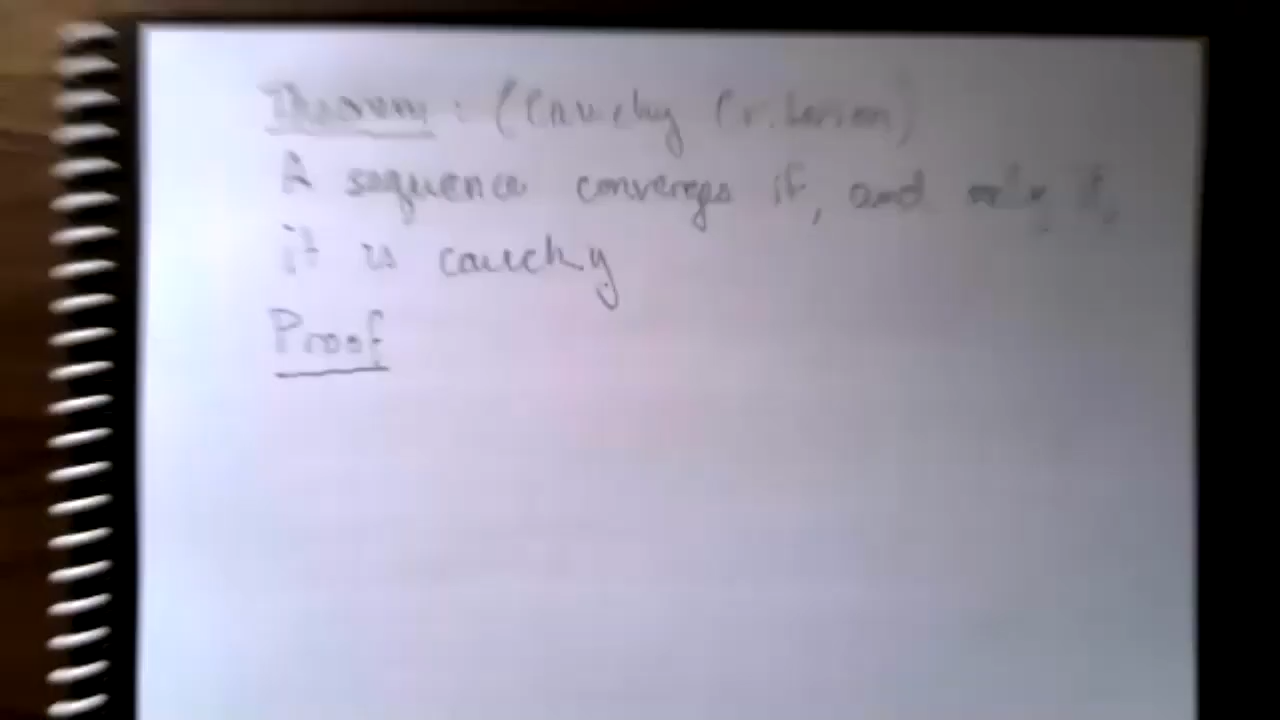 Theorem : (Cauchy Criterion)
A sequence converges if, and only if,
it is cauchy
Proof